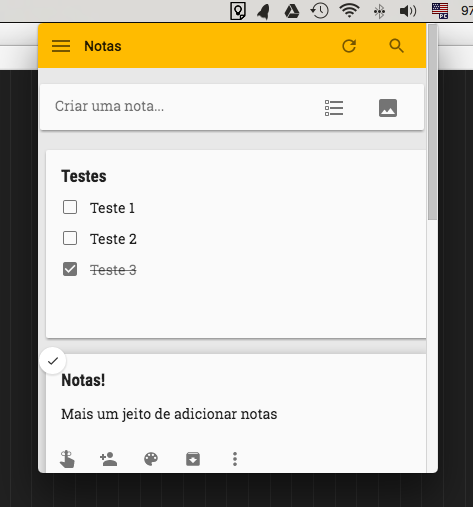 PC
97
Notas
Criar uma nota...
Testes
Teste 1
Teste 2
Teste 3
Notas!
Mais um jeito de adicionar notas